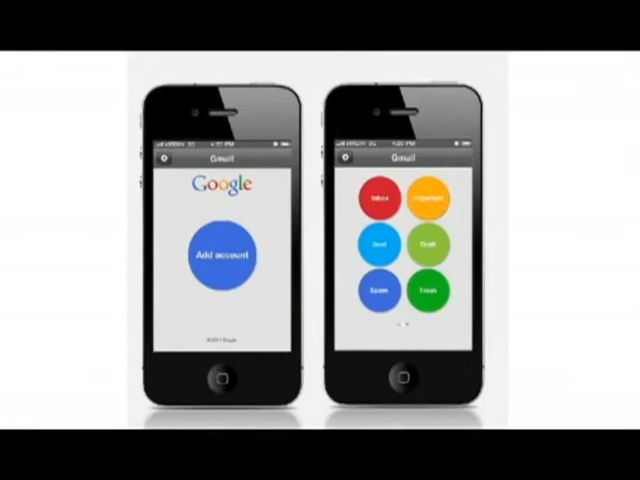 Gmail
Google
Add account
Gmail
Inbox
Important
Sent
Draft
Spam
Trash